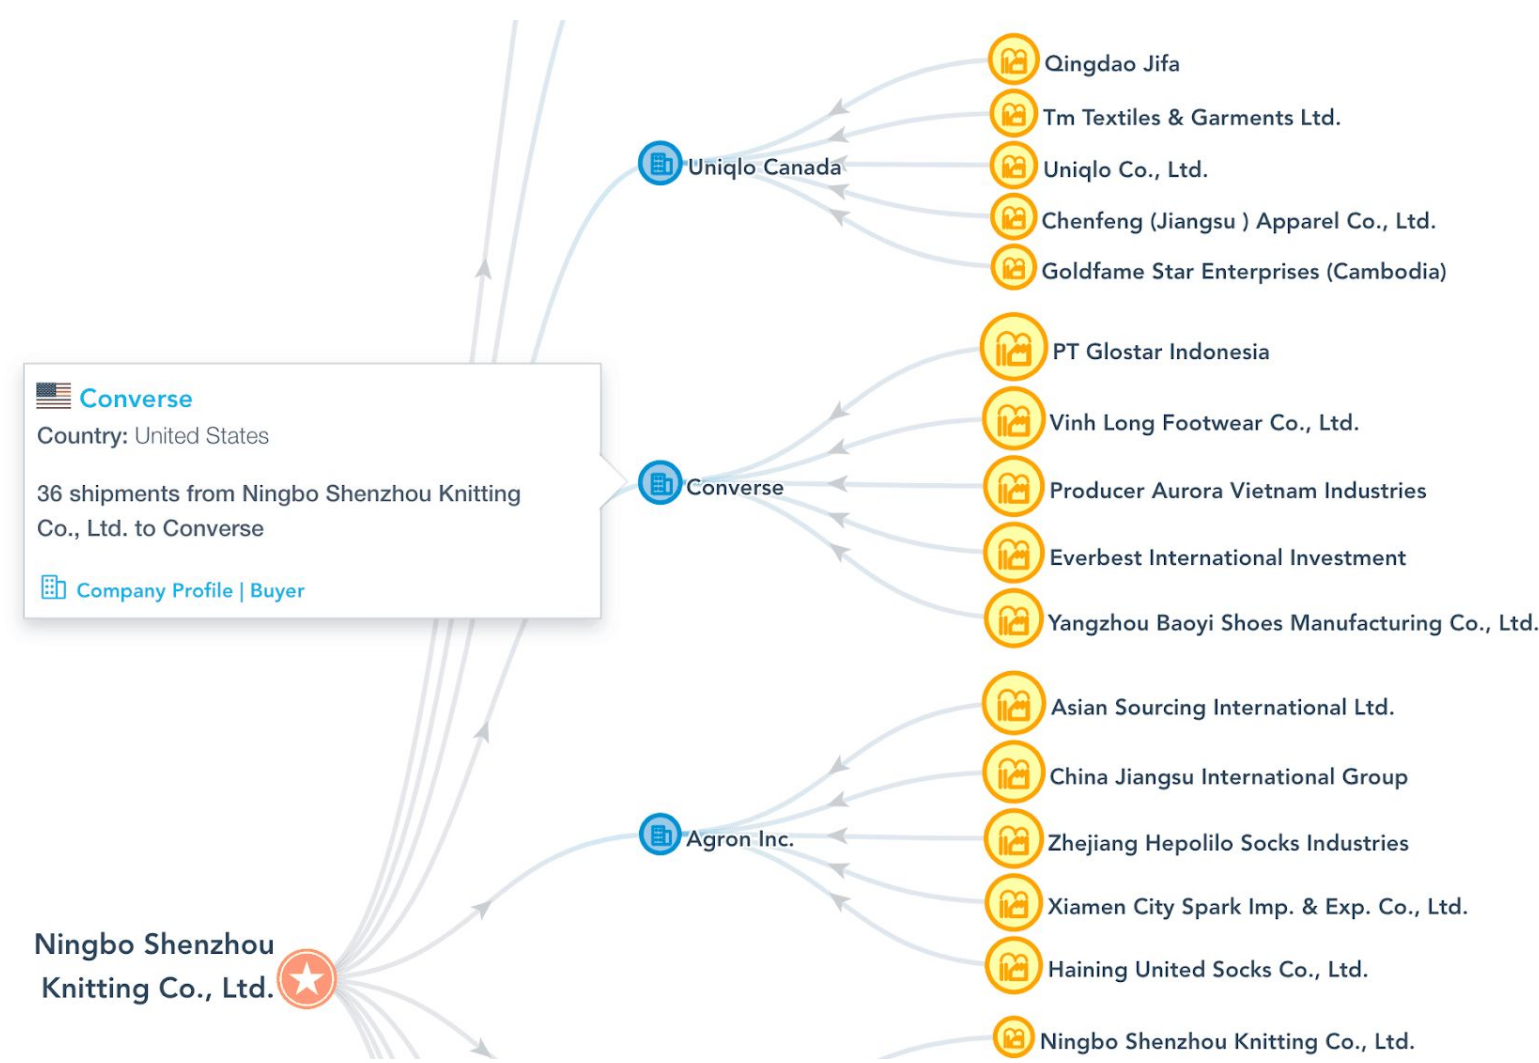 Qingdao Jifa
Tm Textiles & Garments Ltd.
Uniqlo Canada
Uniqlo Co., Ltd.
Chenfeng (Jiangsu ) Apparel Co., Ltd.
Goldfame Star Enterprises (Cambodia)
PT Glostar Indonesia
Converse
Country: United States
36 shipments from Ningbo Shenzhou Knitting
Co., Ltd. to Converse
Company Profile | Buyer
Vinh Long Footwear Co., Ltd.
Converse
Producer Aurora Vietnam Industries
Everbest International Investment
Yangzhou Baoyi Shoes Manufacturing Co., Ltd.
Asian Sourcing International Ltd.
China Jiangsu International Group
Agron Inc.
Zhejiang Hepolilo Socks Industries
Xiamen City Spark Imp. & Exp. Co., Ltd.
Haining United Socks Co., Ltd.
Ningbo Shenzhou
Knitting Co., Ltd.
Ningbo Shenzhou Knitting Co., Ltd.